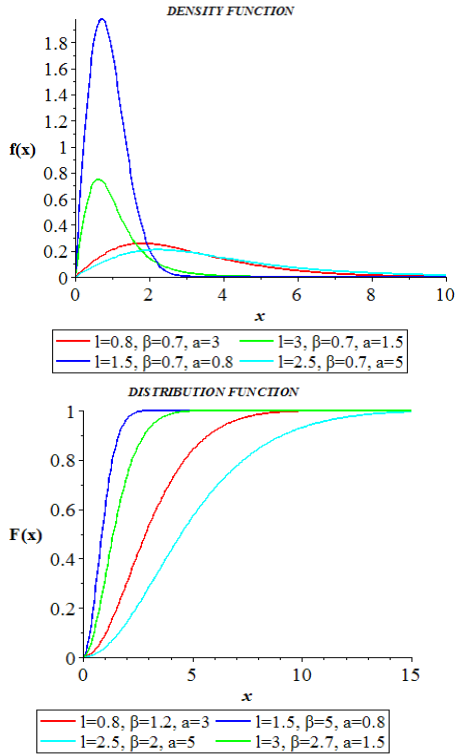 DENSITY FUNCTION
1.8
1.6
1.4
1.2
f(x)
1
0.8
0.6
0.4
0.2
0
0 2 4 6 8 10
x
l=0.8, β=0.7, a=3 l=3, β=0.7, a=1.5
l=1.5, β=0.7, a=0.8 l=2.5, β=0.7, a=5
DISTRIBUTION FUNCTION
1
0.8
0.6
F(x)
0.4
0.2
0
0 5 10 15
x
l=0.8, β=1.2, a=3 l=1.5, β=5, a=0.8
l=2.5, β=2, a=5 l=3, β=2.7, a=1.5